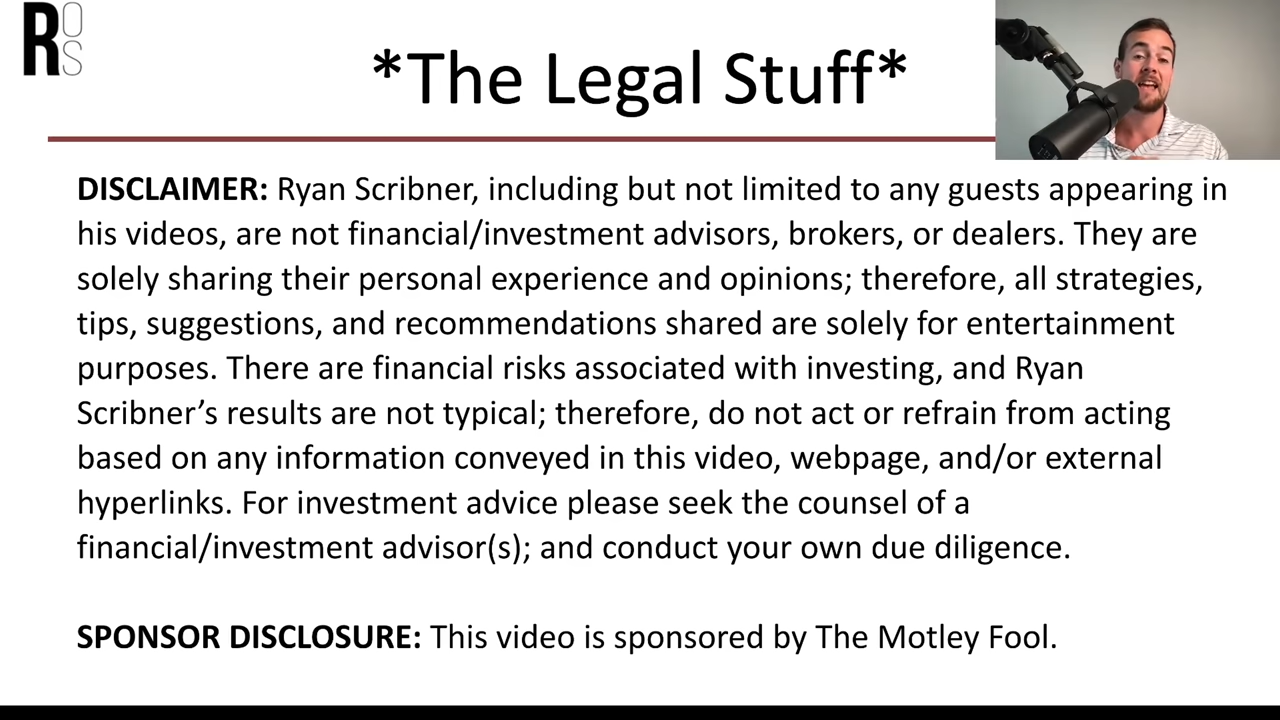 ROS
*The Legal Stuff*
DISCLAIMER: Ryan Scribner, including but not limited to any guests appearing in
his videos, are not financial/investment advisors, brokers, or dealers. They are
solely sharing their personal experience and opinions; therefore, all strategies,
tips, suggestions, and recommendations shared are solely for entertainment
purposes. There are financial risks associated with investing, and Ryan
Scribner’s results are not typical; therefore, do not act or refrain from acting
based on any information conveyed in this video, webpage, and/or external
hyperlinks. For investment advice please seek the counsel of a
financial/investment advisor(s); and conduct your own due diligence.
SPONSOR DISCLOSURE: This video is sponsored by The Motley Fool.